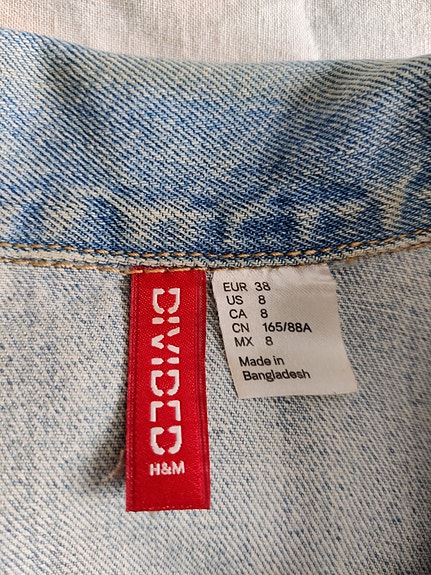 DIVIDED
H&M
EUR 38
US 8
CA 8
CN 165/88A
MX 8
Made in
Bangladesh